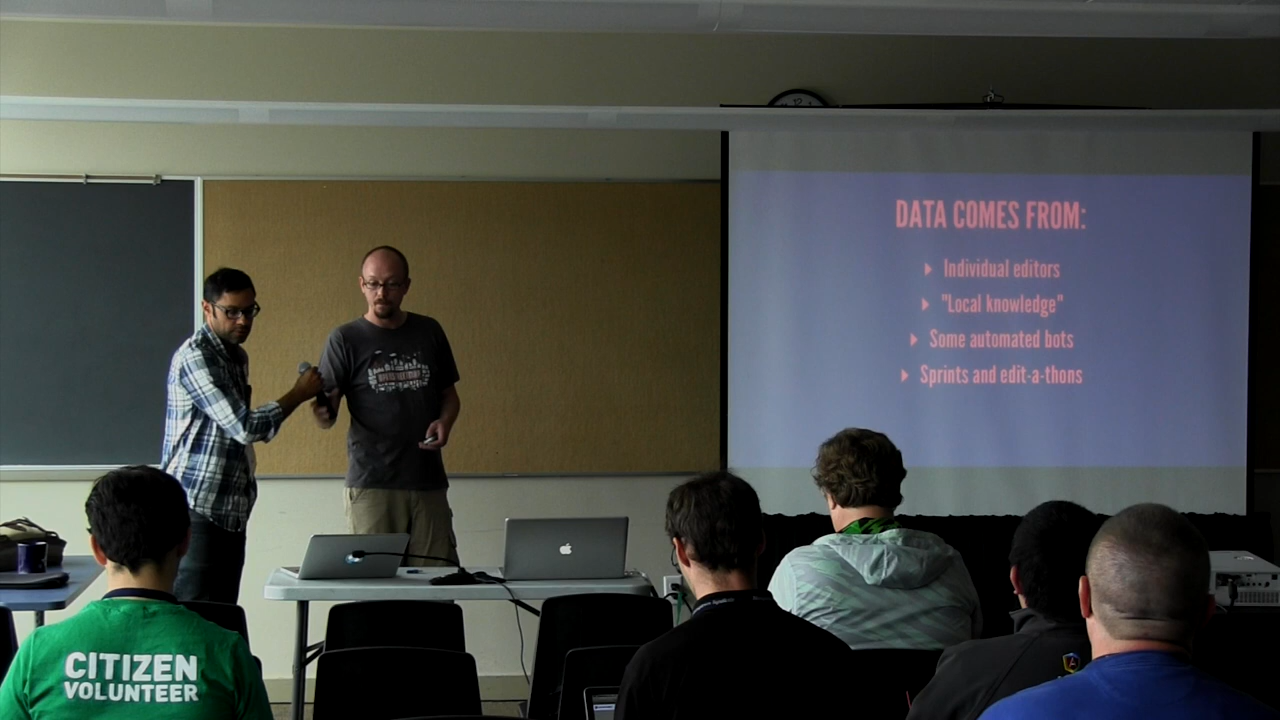 DATA COMES FROM:
Individual editors
"Local knowledge"
Some automated bots
Sprints and edit-a-thons
CITIZEN
VOLUNTEER